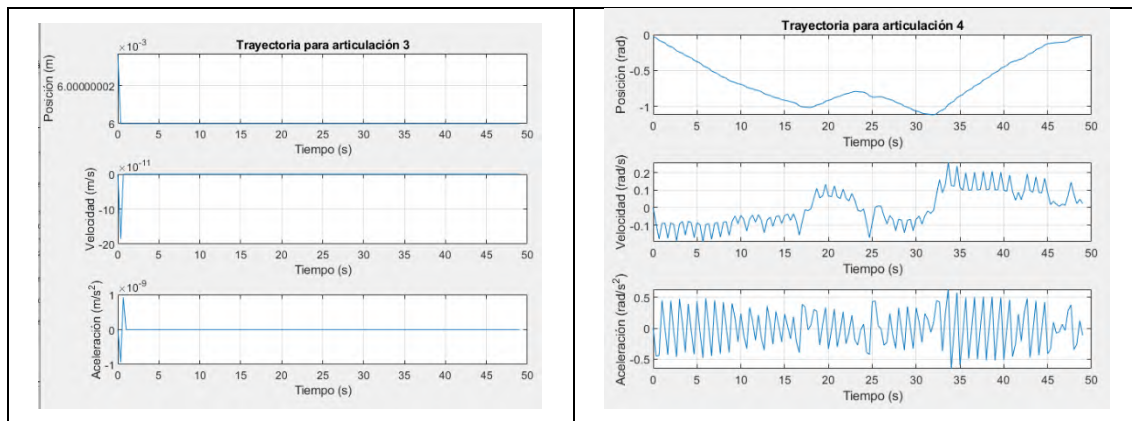 Trayectoria para articulación 3
×10⁻³
Posición (m)
6.00000002
6
0 5 10 15 20 25 30 35 40 45 50
Tiempo (s)
×10⁻¹¹
Velocidad (m/s)
0
-10
-20
0 5 10 15 20 25 30 35 40 45 50
Tiempo (s)
×10⁻⁹
Aceleración (m/s²)
1
0
-1
0 5 10 15 20 25 30 35 40 45 50
Tiempo (s)
Trayectoria para articulación 4
Posición (rad)
0
-0.5
-1
0 5 10 15 20 25 30 35 40 45 50
Tiempo (s)
Velocidad (rad/s)
0.2
0.1
0
-0.1
0 5 10 15 20 25 30 35 40 45 50
Tiempo (s)
Aceleración (rad/s²)
0.5
0
-0.5
0 5 10 15 20 25 30 35 40 45 50
Tiempo (s)